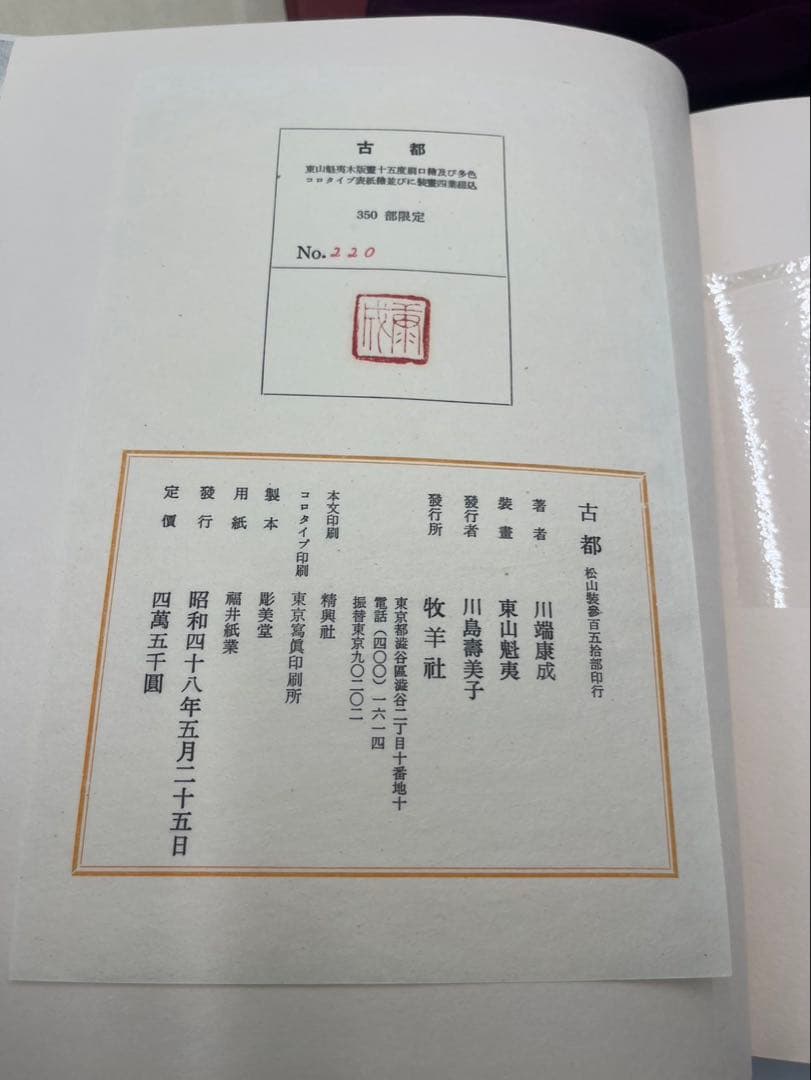 古 都
東山魁夷木版畫十五度刷口繪及び多色
コロタイプ表紙繪並びに裝畫四葉組込
350 部限定
No. 220
康成
古都 松山裝參百五拾部印行
著者 川端康成
裝畫 東山魁夷
發行者 川島壽美子
發行所 牧羊社
東京都澁谷區澁谷二丁目十番地十
電話(四〇〇)一六一四
振替東京九〇二〇二
本文印刷 精興社
コロタイプ印刷 東京寫眞印刷所
製本 彫美堂
用紙 福井紙業
發行 昭和四十八年五月二十五日
定價 四萬五千圓